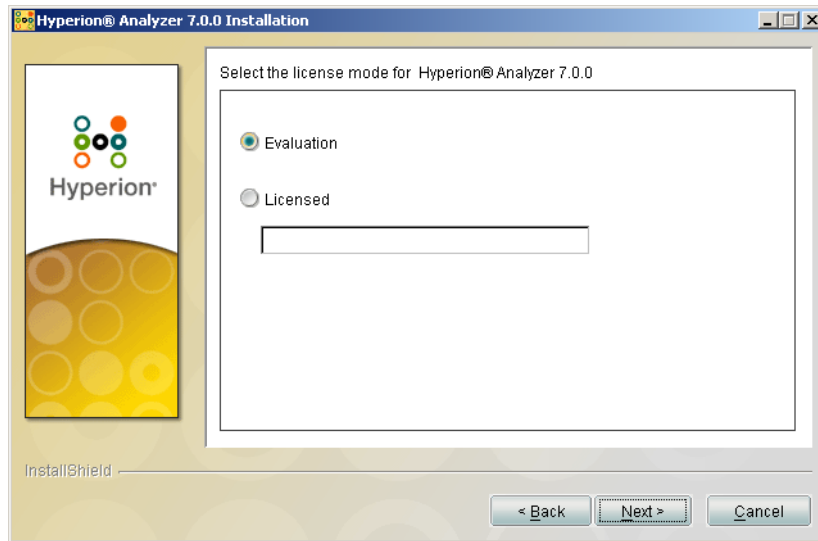 Hyperion® Analyzer 7.0.0 Installation
Select the license mode for Hyperion® Analyzer 7.0.0
Evaluation
Hyperion®
Licensed
InstallShield
< Back
Next >
Cancel